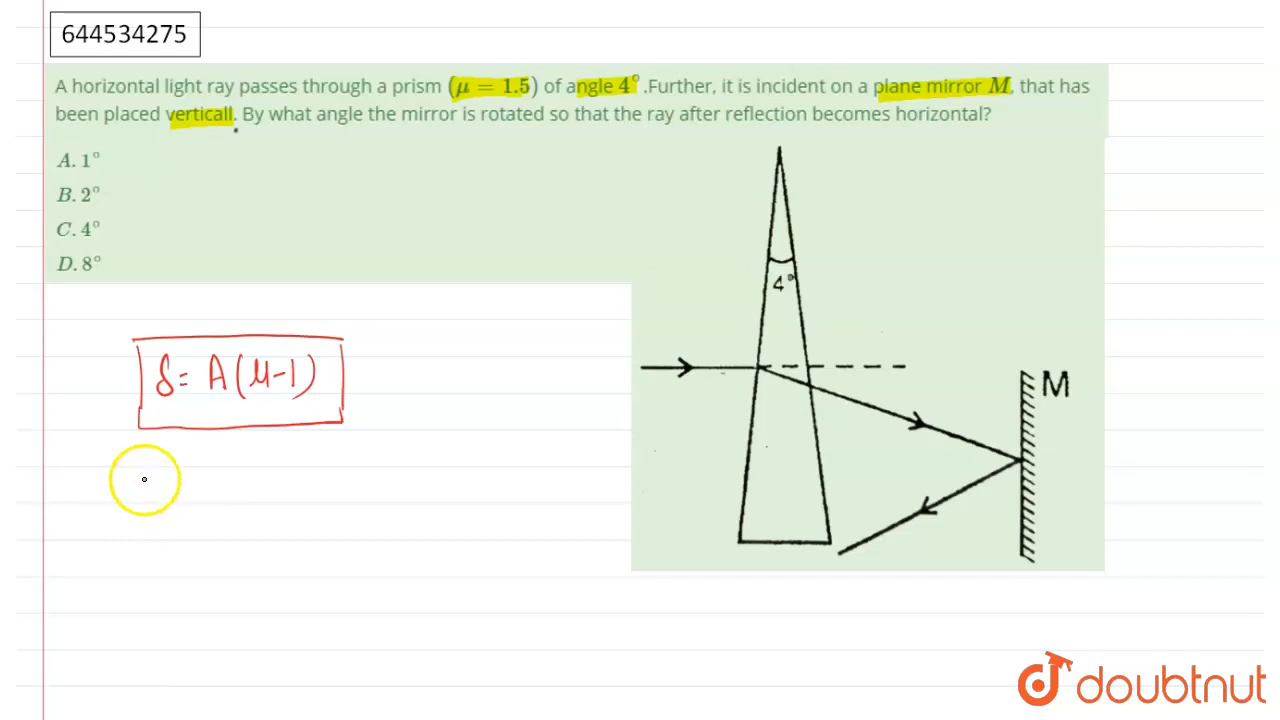 644534275
A horizontal light ray passes through a prism (μ = 1.5) of angle 4° .Further, it is incident on a plane mirror M, that has
been placed verticall. By what angle the mirror is rotated so that the ray after reflection becomes horizontal?
A. 1°
B. 2°
C. 4°
D. 8°
4°
M
δ = A (μ-1)
doubtnut